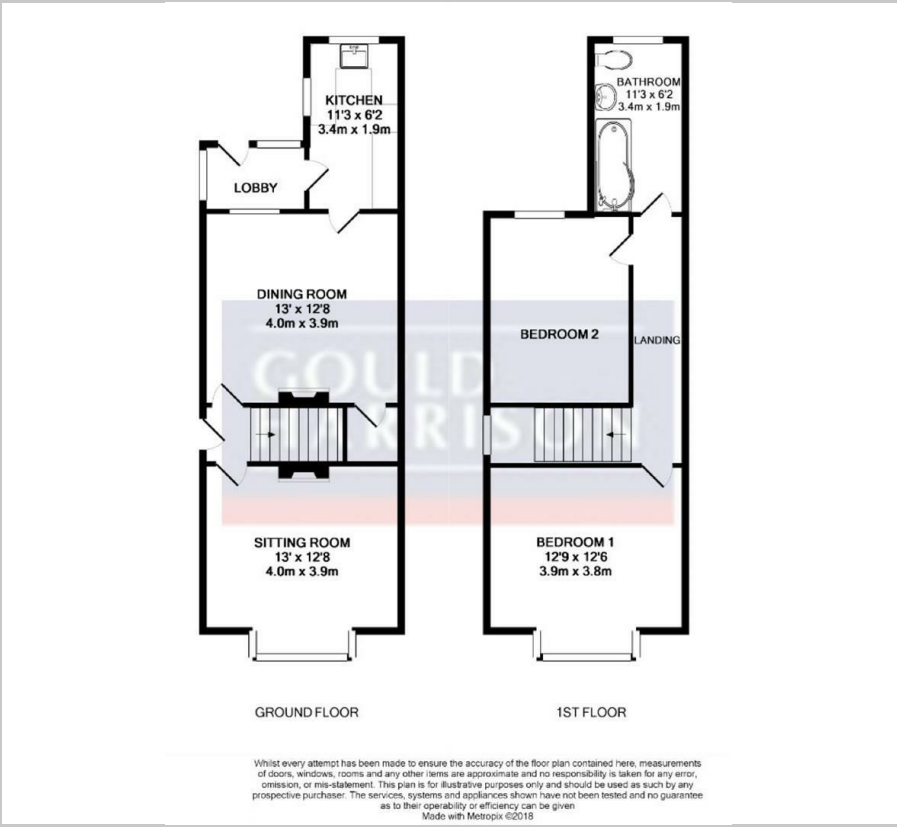 KITCHEN
11'3 x 6'2
3.4m x 1.9m
LOBBY
DINING ROOM
13' x 12'8
4.0m x 3.9m
SITTING ROOM
13' x 12'8
4.0m x 3.9m
GROUND FLOOR
BATHROOM
11'3 x 6'2
3.4m x 1.9m
BEDROOM 2
LANDING
BEDROOM 1
12'9 x 12'6
3.9m x 3.8m
1ST FLOOR
GOULD
HARRISON
Whilst every attempt has been made to ensure the accuracy of the floor plan contained here, measurements
of doors, windows, rooms and any other items are approximate and no responsibility is taken for any error,
omission, or mis-statement. This plan is for illustrative purposes only and should be used as such by any
prospective purchaser. The services, systems and appliances shown have not been tested and no guarantee
as to their operability or efficiency can be given
Made with Metropix ©2018